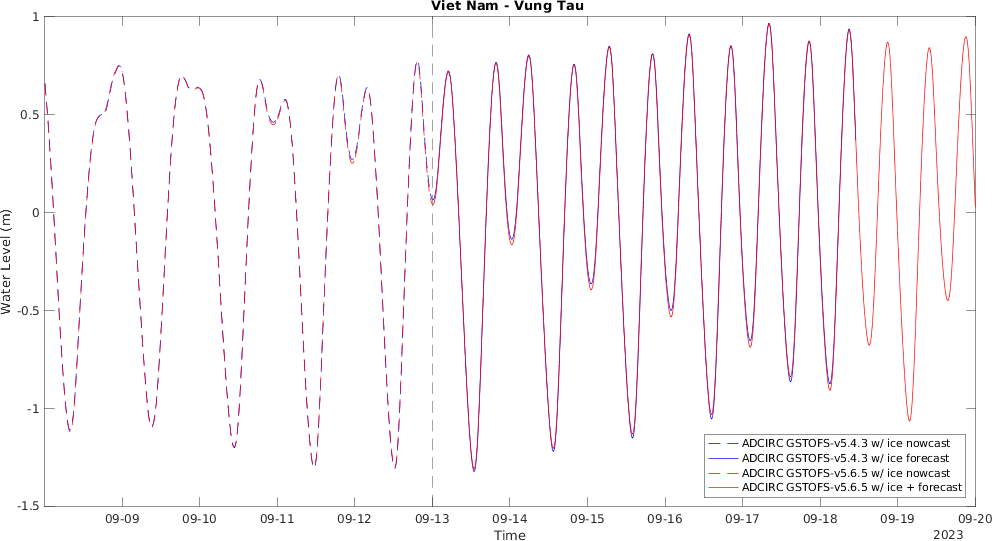 Viet Nam - Vung Tau
Water Level (m)
1
0.5
0
-0.5
-1
-1.5
ADCIRC GSTOFS-v5.4.3 w/ ice nowcast
ADCIRC GSTOFS-v5.4.3 w/ ice forecast
ADCIRC GSTOFS-v5.6.5 w/ ice nowcast
ADCIRC GSTOFS-v5.6.5 w/ ice + forecast
09-09 09-10 09-11 09-12 09-13 09-14 09-15 09-16 09-17 09-18 09-19 09-20
Time
2023